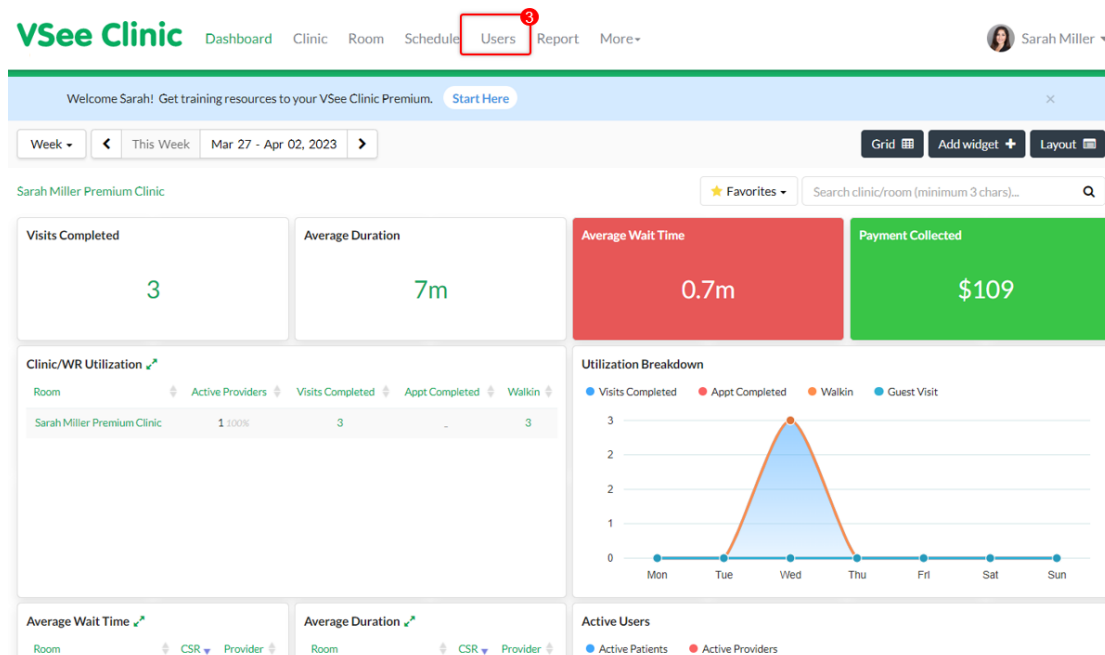 3
VSee Clinic Dashboard Clinic Room Schedule Users Report More Sarah Miller
Welcome Sarah! Get training resources to your VSee Clinic Premium. Start Here ×
Week This Week Mar 27 - Apr 02, 2023 Grid Add widget + Layout
Sarah Miller Premium Clinic Favorites Search clinic/room (minimum 3 chars)...
Visits Completed Average Duration Average Wait Time Payment Collected
3 7m 0.7m $109
Clinic/WR Utilization Utilization Breakdown
Room Active Providers Visits Completed Appt Completed Walkin Visits Completed Appt Completed Walkin Guest Visit
Sarah Miller Premium Clinic 1 100% 3 - 3
3
2
2
1
0
Mon Tue Wed Thu Fri Sat Sun
Average Wait Time Average Duration Active Users
Room CSR Provider Room CSR Provider Active Patients Active Providers